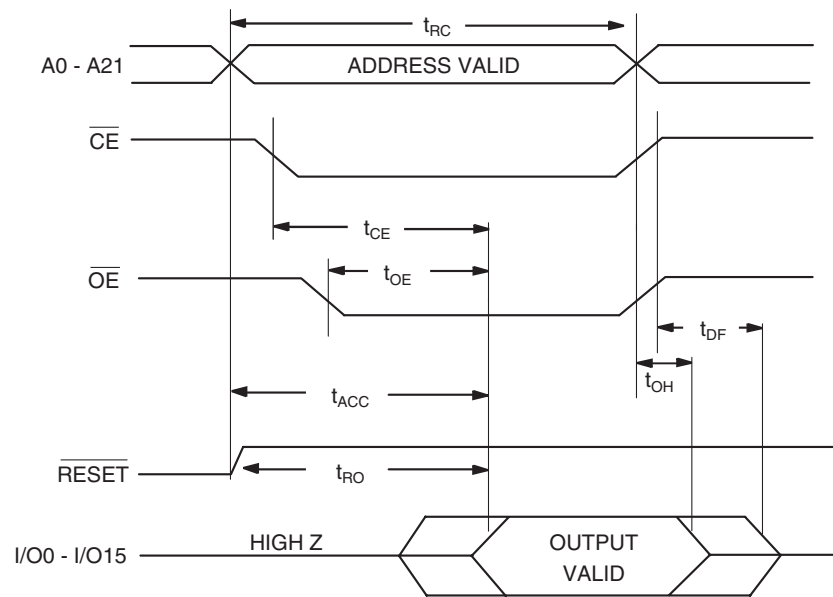 tRC
A0 - A21
ADDRESS VALID
CE
tCE
OE
tOE
tDF
tOH
tACC
RESET
tRO
I/O0 - I/O15
HIGH Z
OUTPUT
VALID